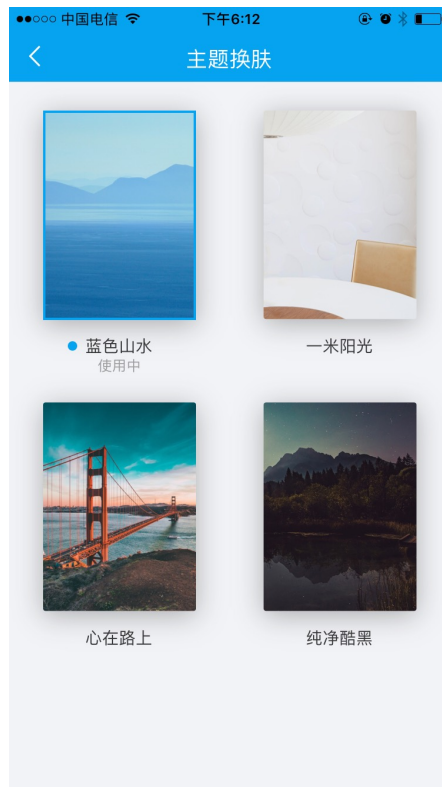 中国电信 下午6:12
主题换肤
蓝色山水 一米阳光
使用中
心在路上 纯净酷黑